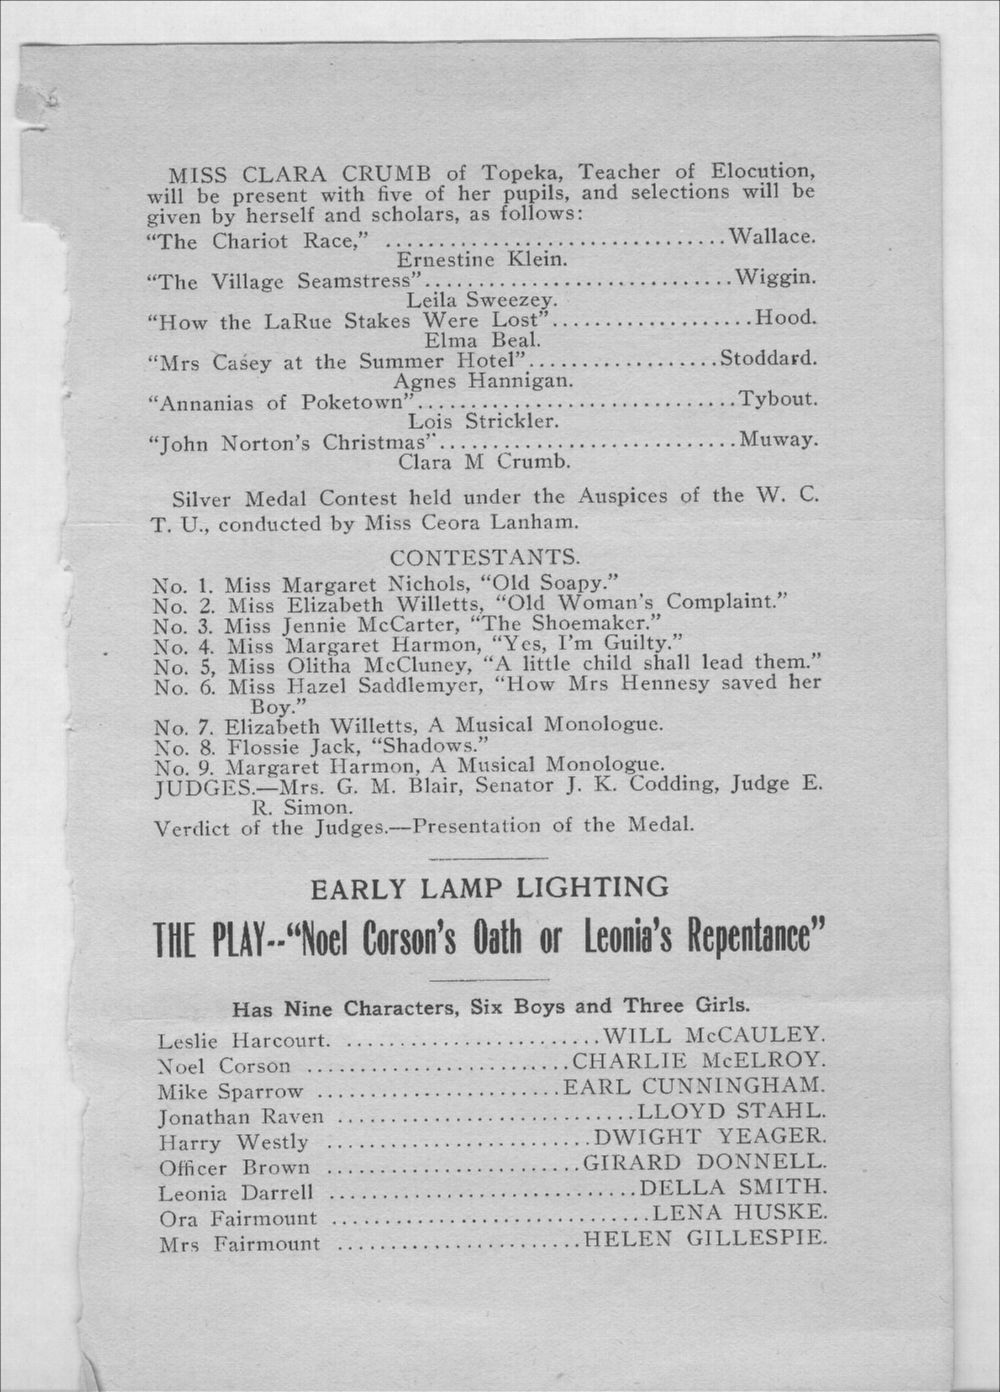 MISS CLARA CRUMB of Topeka, Teacher of Elocution,
will be present with five of her pupils, and selections will be
given by herself and scholars, as follows:
“The Chariot Race,” ................................Wallace.
Ernestine Klein.
“The Village Seamstress”.............................Wiggin.
Leila Sweezey.
“How the LaRue Stakes Were Lost”...................Hood.
Elma Beal.
“Mrs Casey at the Summer Hotel”..................Stoddard.
Agnes Hannigan.
“Annanias of Poketown”..............................Tybout.
Lois Strickler.
“John Norton's Christmas”............................Muway.
Clara M Crumb.
Silver Medal Contest held under the Auspices of the W. C.
T. U., conducted by Miss Ceora Lanham.
CONTESTANTS.
No. 1. Miss Margaret Nichols, “Old Soapy.”
No. 2. Miss Elizabeth Willetts, “Old Woman's Complaint.”
No. 3. Miss Jennie McCarter, “The Shoemaker.”
No. 4. Miss Margaret Harmon, “Yes, I'm Guilty.”
No. 5, Miss Olitha McCluney, “A little child shall lead them.”
No. 6. Miss Hazel Saddlemyer, “How Mrs Hennesy saved her
Boy.”
No. 7. Elizabeth Willetts, A Musical Monologue.
No. 8. Flossie Jack, “Shadows.”
No. 9. Margaret Harmon, A Musical Monologue.
JUDGES.—Mrs. G. M. Blair, Senator J. K. Codding, Judge E.
R. Simon.
Verdict of the Judges.—Presentation of the Medal.
EARLY LAMP LIGHTING
THE PLAY--“Noel Corson's Oath or Leonia's Repentance”
Has Nine Characters, Six Boys and Three Girls.
Leslie Harcourt. ........................WILL McCAULEY.
Noel Corson .........................CHARLIE McELROY.
Mike Sparrow .......................EARL CUNNINGHAM.
Jonathan Raven ............................LLOYD STAHL.
Harry Westly .........................DWIGHT YEAGER.
Officer Brown ........................GIRARD DONNELL.
Leonia Darrell .............................DELLA SMITH.
Ora Fairmount ..............................LENA HUSKE.
Mrs Fairmount .......................HELEN GILLESPIE.